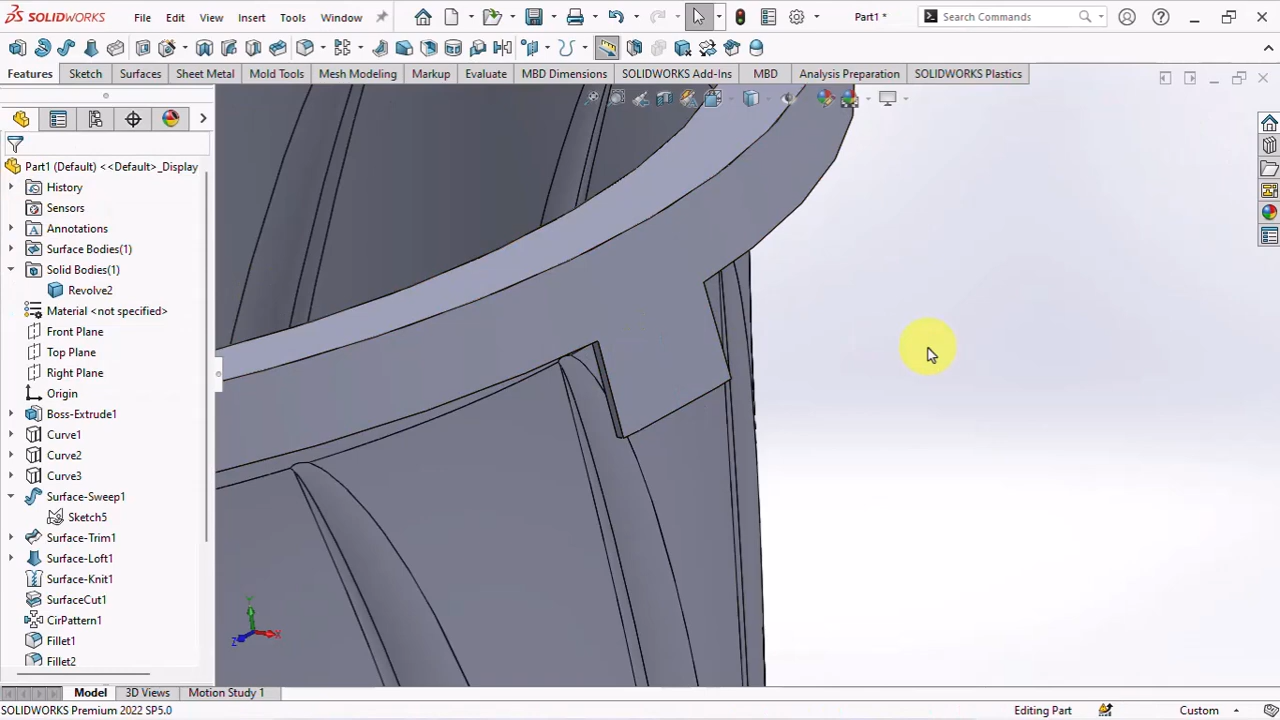 SOLIDWORKS File Edit View Insert Tools Window Part1 * Search Commands
Features Sketch Surfaces Sheet Metal Mold Tools Mesh Modeling Markup Evaluate MBD Dimensions SOLIDWORKS Add-Ins MBD Analysis Preparation SOLIDWORKS Plastics
Part1 (Default) <<Default>_Display
History
Sensors
Annotations
Surface Bodies(1)
Solid Bodies(1)
Revolve2
Material <not specified>
Front Plane
Top Plane
Right Plane
Origin
Boss-Extrude1
Curve1
Curve2
Curve3
Surface-Sweep1
Sketch5
Surface-Trim1
Surface-Loft1
Surface-Knit1
SurfaceCut1
CirPattern1
Fillet1
Fillet2
Y
Z
X
Model 3D Views Motion Study 1
SOLIDWORKS Premium 2022 SP5.0 Editing Part Custom